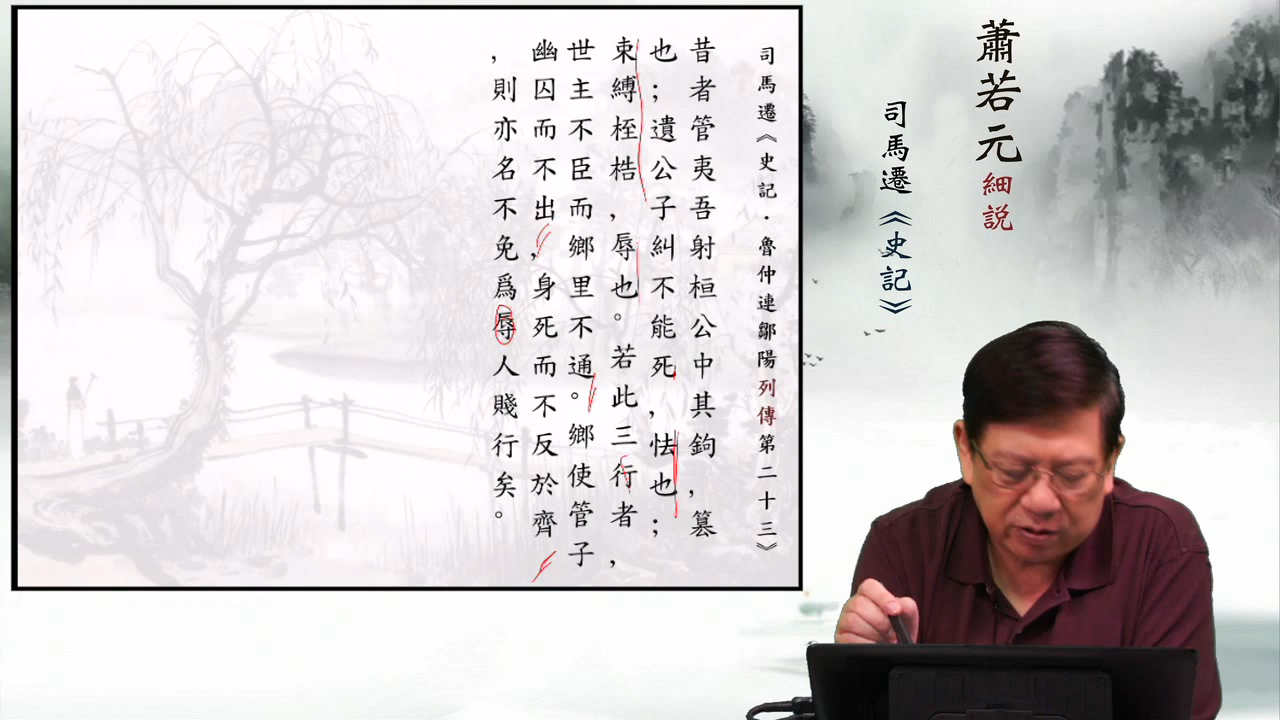 蕭若元細説
司馬遷《史記》
司馬遷《史記．魯仲連鄒陽列傳第二十三》
昔者管夷吾射桓公中其鉤，篡
也；遺公子糾不能死，怯也；
束縛桎梏，辱也。若此三行者，
世主不臣而鄉里不通。鄉使管子
幽囚而不出，身死而不反於齊
，則亦名不免爲辱人賤行矣。